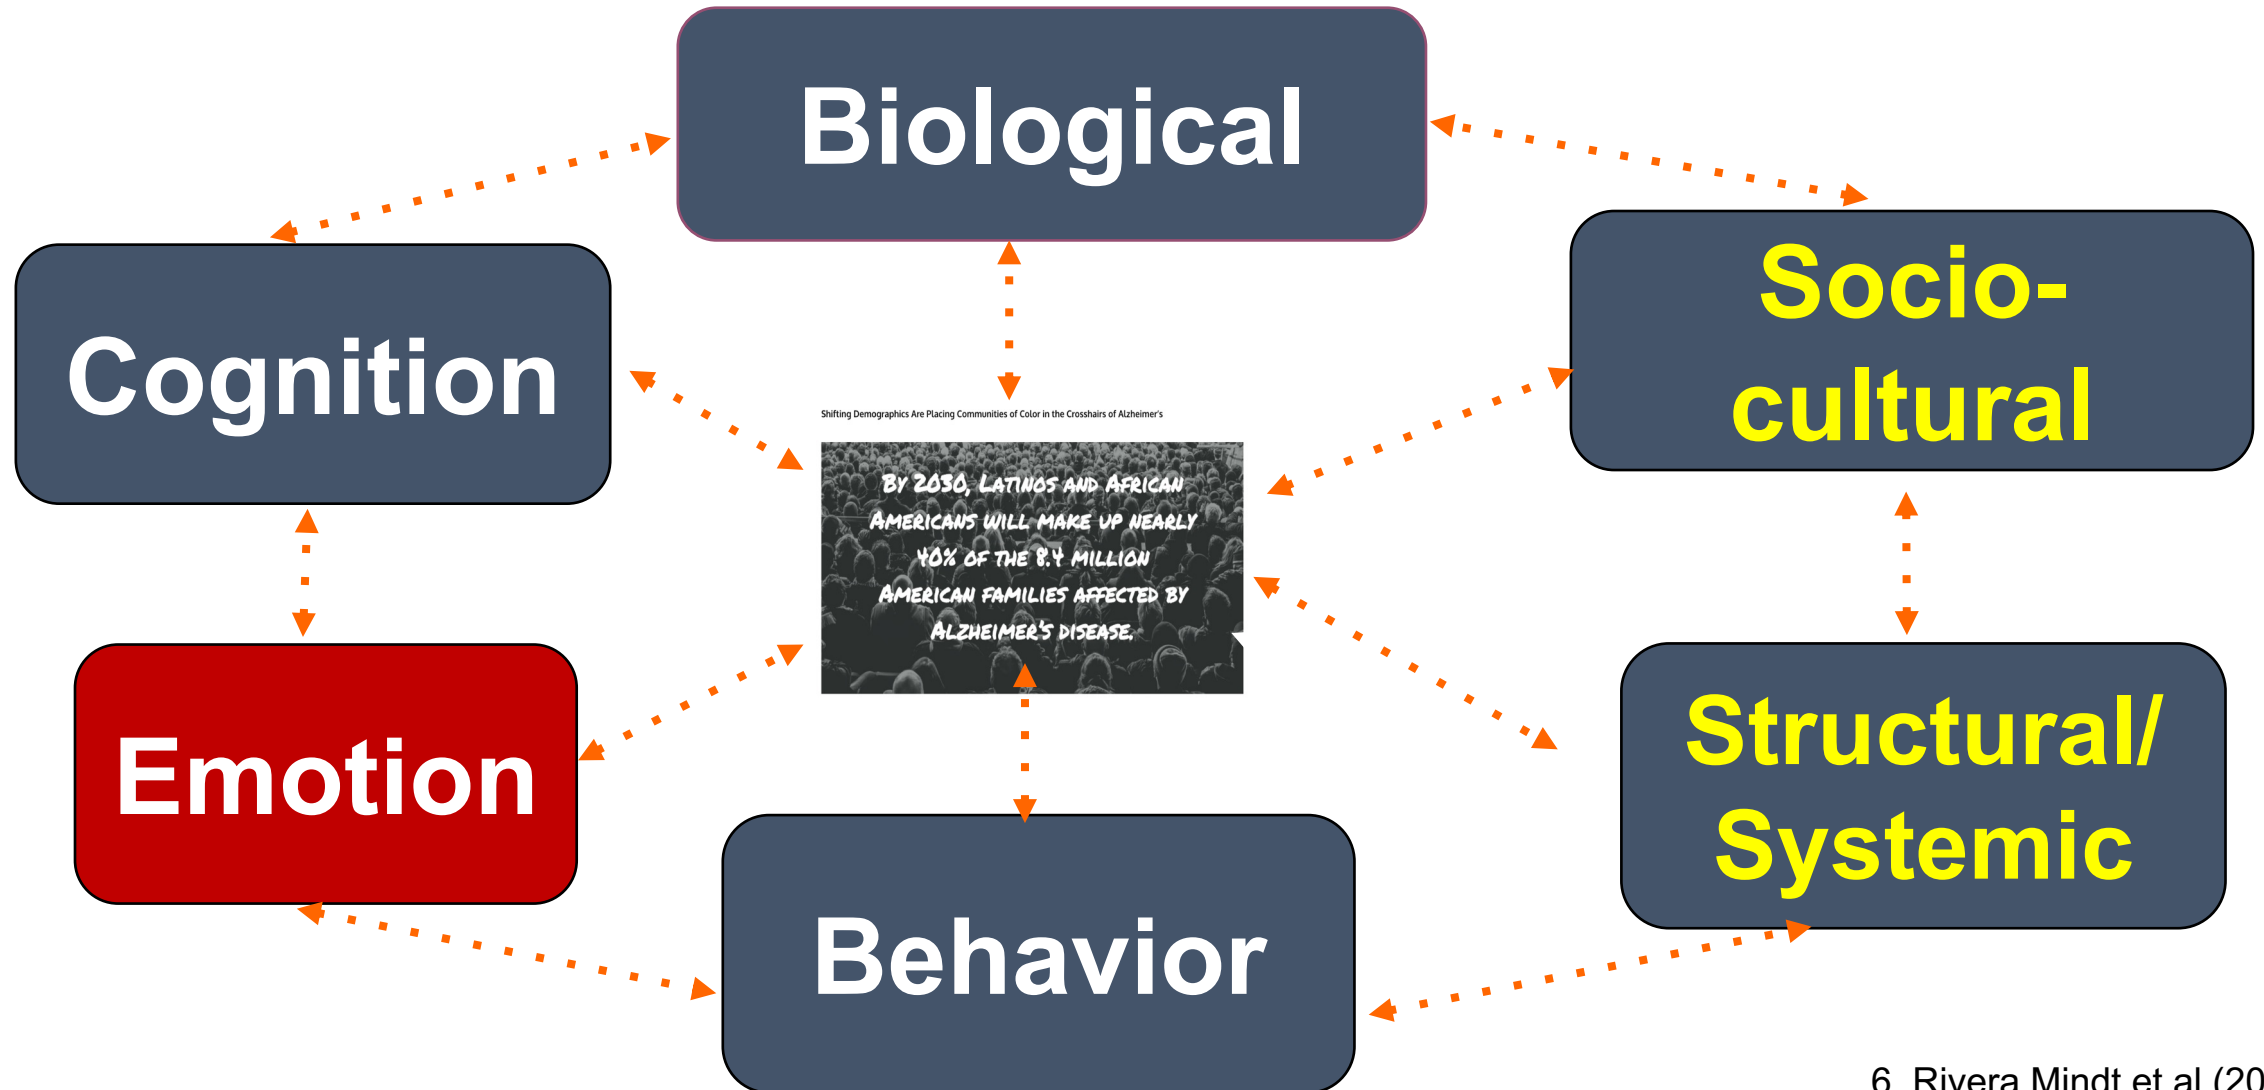 Biological
Cognition
Socio-
cultural
Shifting Demographics Are Placing Communities of Color in the Crosshairs of Alzheimer's
By 2030, Latinos and African
Americans will make up nearly
40% of the 8.4 million
American families affected by
Alzheimer's disease.
Emotion
Structural/
Systemic
Behavior
6. Rivera Mindt et al (20